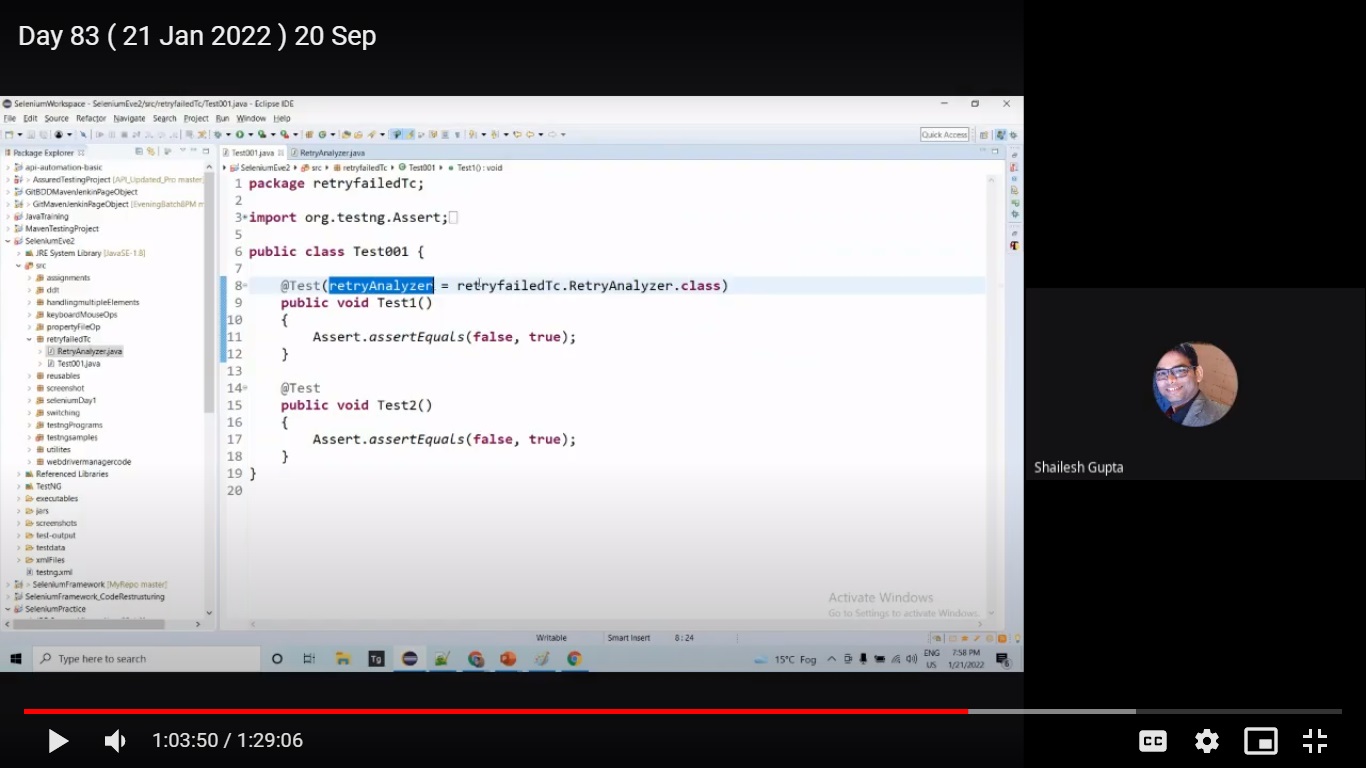 Day 83 ( 21 Jan 2022 ) 20 Sep
SeleniumWorkspace - SeleniumEve2/src/retryfailedTc/Test001.java - Eclipse IDE
File Edit Source Refactor Navigate Search Project Run Window Help
Quick Access
Package Explorer
api-automation-basic
> AssuredTestingProject [API_Updated_Pro master]
GitBDDMavenJenkinPageObject
> GitMavenJenkinPageObject [EveningBatch8PM m
JavaTraining
MavenTestingProject
SeleniumEve2
JRE System Library [JavaSE-1.8]
src
assignments
ddt
handlingmultipleElements
keyboardMouseOps
propertyFileOp
retryfailedTc
RetryAnalyzer.java
Test001.java
reusables
screenshot
seleniumDay1
switching
testngPrograms
testngsamples
utilites
webdrivermanagercode
Referenced Libraries
TestNG
executables
jars
screenshots
test-output
testdata
xmlFiles
testng.xml
> SeleniumFramework [MyRepo master]
SeleniumFramework_CodeRestrusturing
SeleniumPractice
Test001.java RetryAnalyzer.java
SeleniumEve2 src retryfailedTc Test001 Test1() : void
1 package retryfailedTc;
2
3 import org.testng.Assert;
5
6 public class Test001 {
7
8 @Test(retryAnalyzer = retryfailedTc.RetryAnalyzer.class)
9 public void Test1()
10 {
11 Assert.assertEquals(false, true);
12 }
13
14 @Test
15 public void Test2()
16 {
17 Assert.assertEquals(false, true);
18 }
19 }
20
Activate Windows
Go to Settings to activate Windows.
Writable Smart Insert 8 : 24
Type here to search
Tg
15°C Fog
ENG
US
7:58 PM
1/21/2022
Shailesh Gupta
1:03:50 / 1:29:06
CC